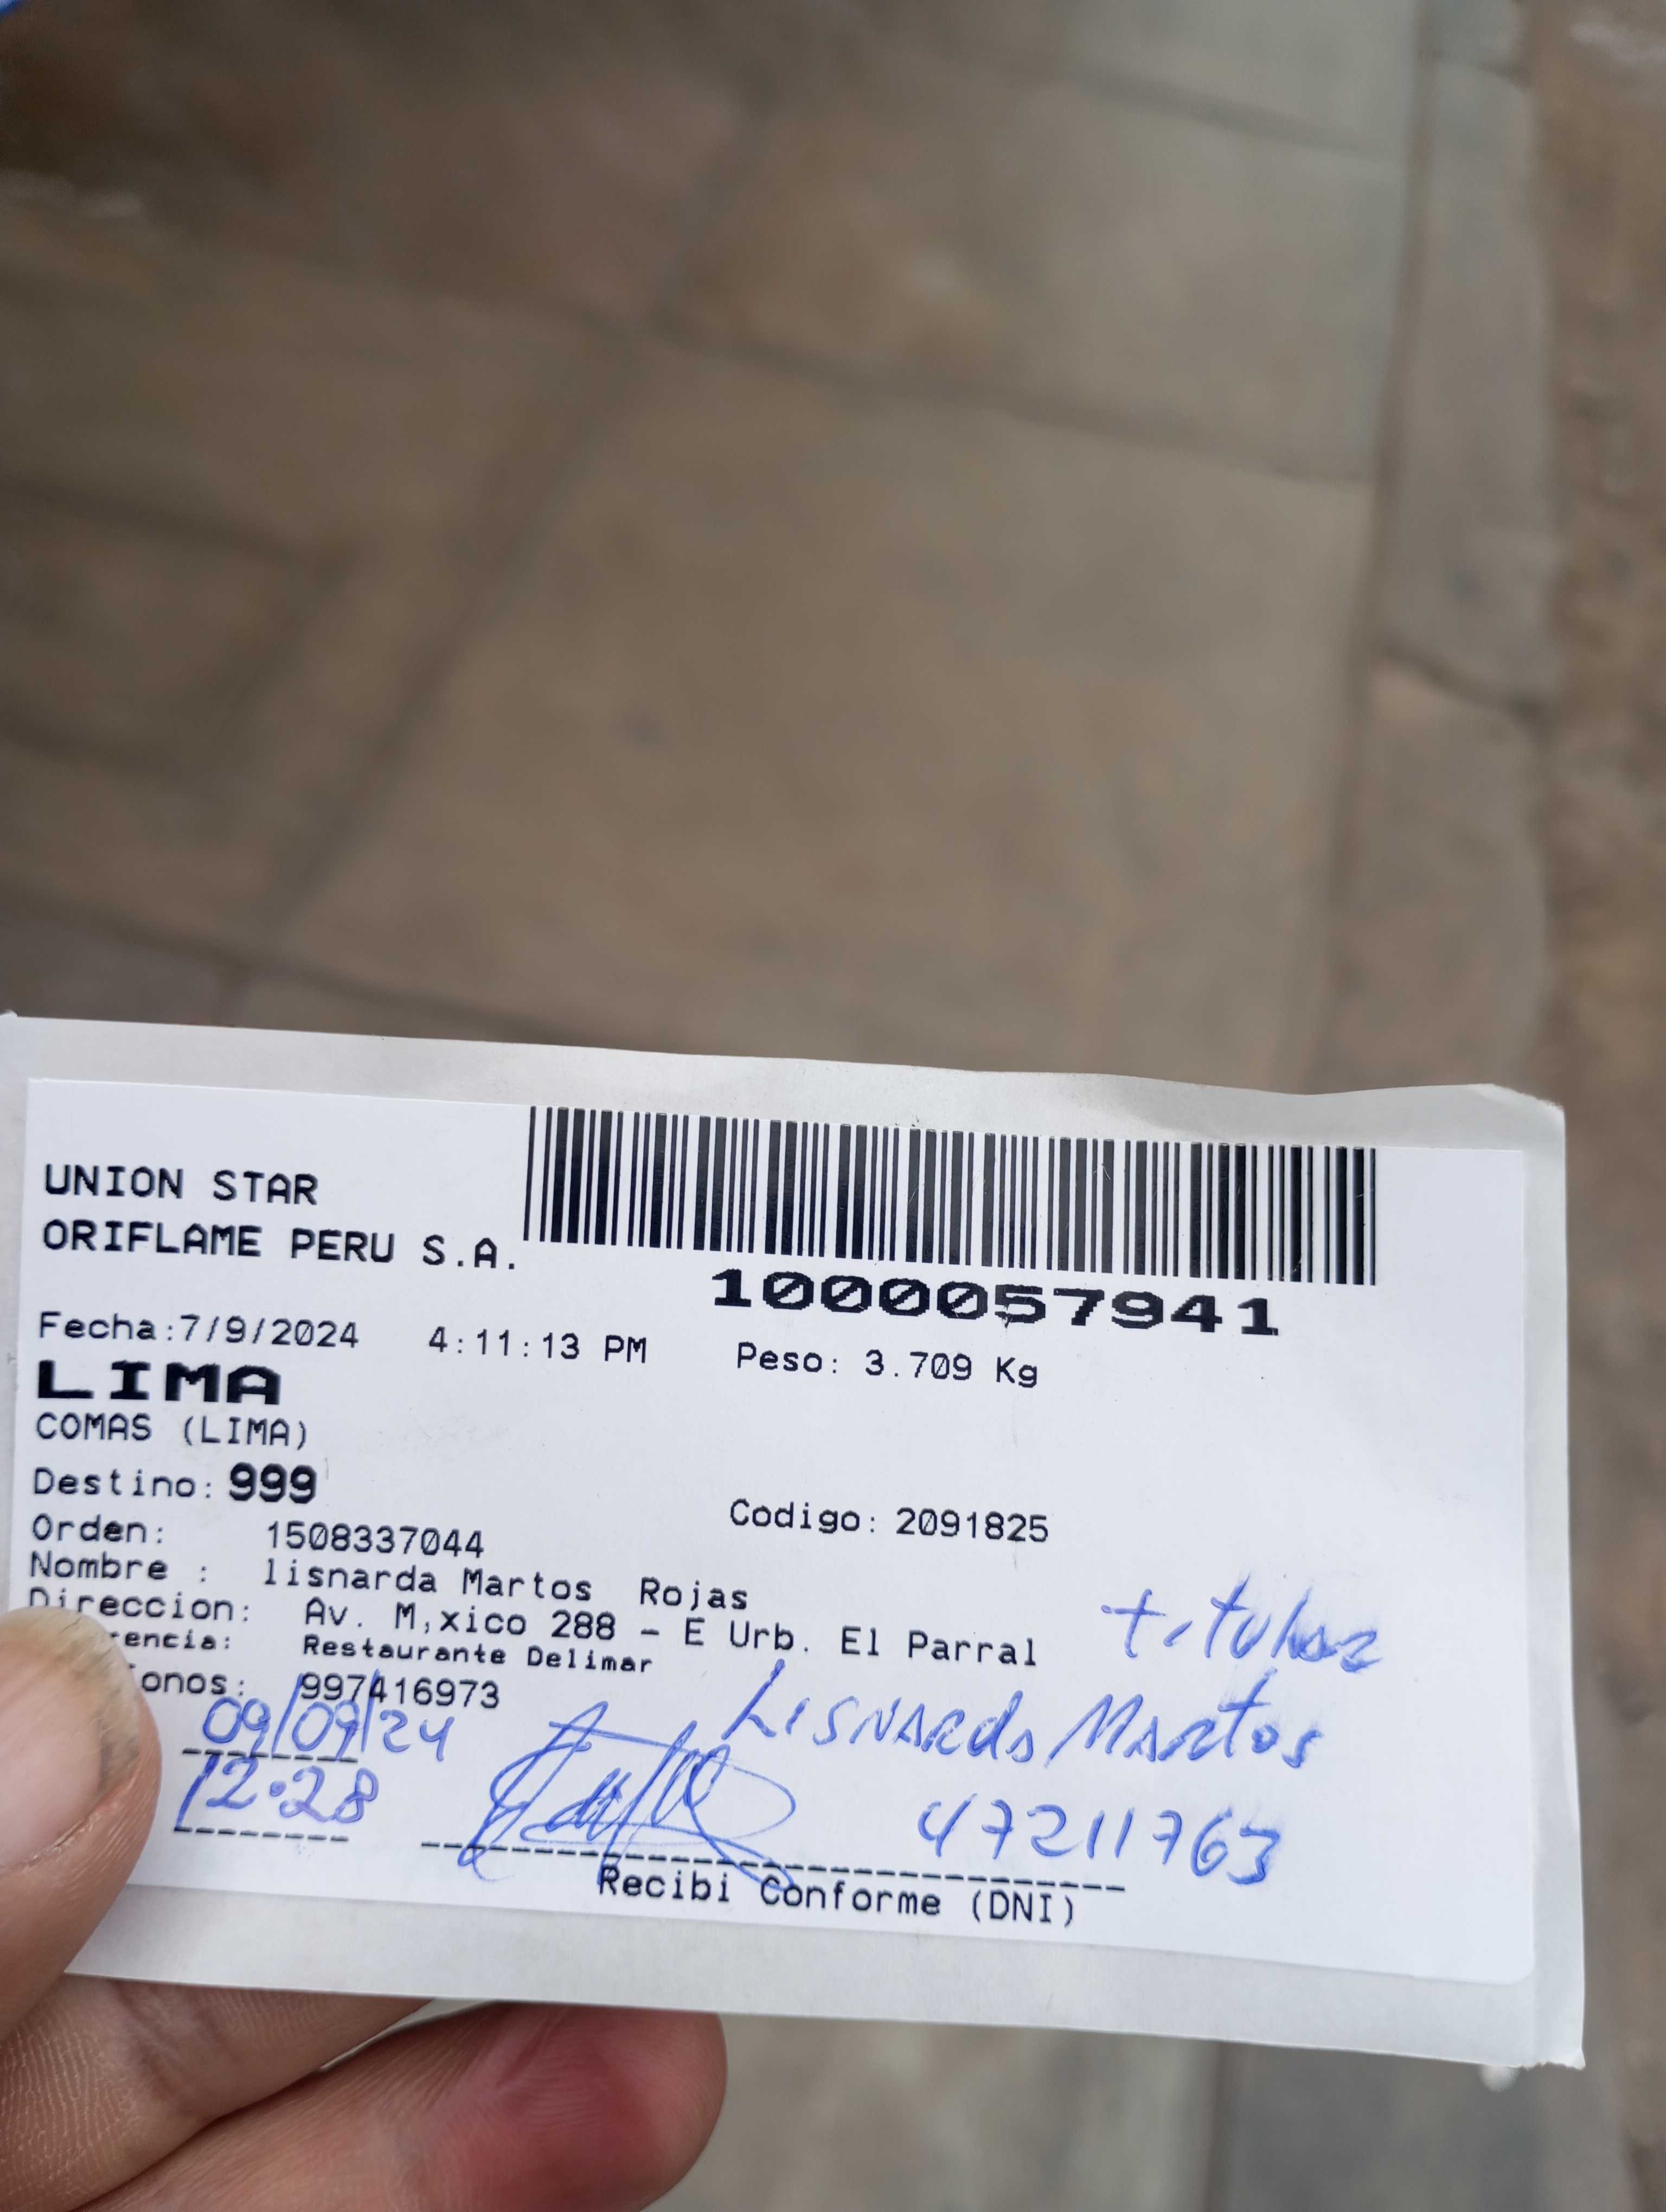 UNION STAR
ORIFLAME PERU S.A.
1000057941
Fecha:7/9/2024 4:11:13 PM Peso: 3.709 Kg
LIMA
COMAS (LIMA)
Destino: 999
Codigo: 2091825
Orden: 1508337044
Nombre : lisnarda Martos Rojas
Direccion: Av. M,xico 288 - E Urb. El Parral
rencia: Restaurante Delimar
onos: 997416973
titular
09/09/24
Lisnarda Martos
12:28
47211763
Recibi Conforme (DNI)